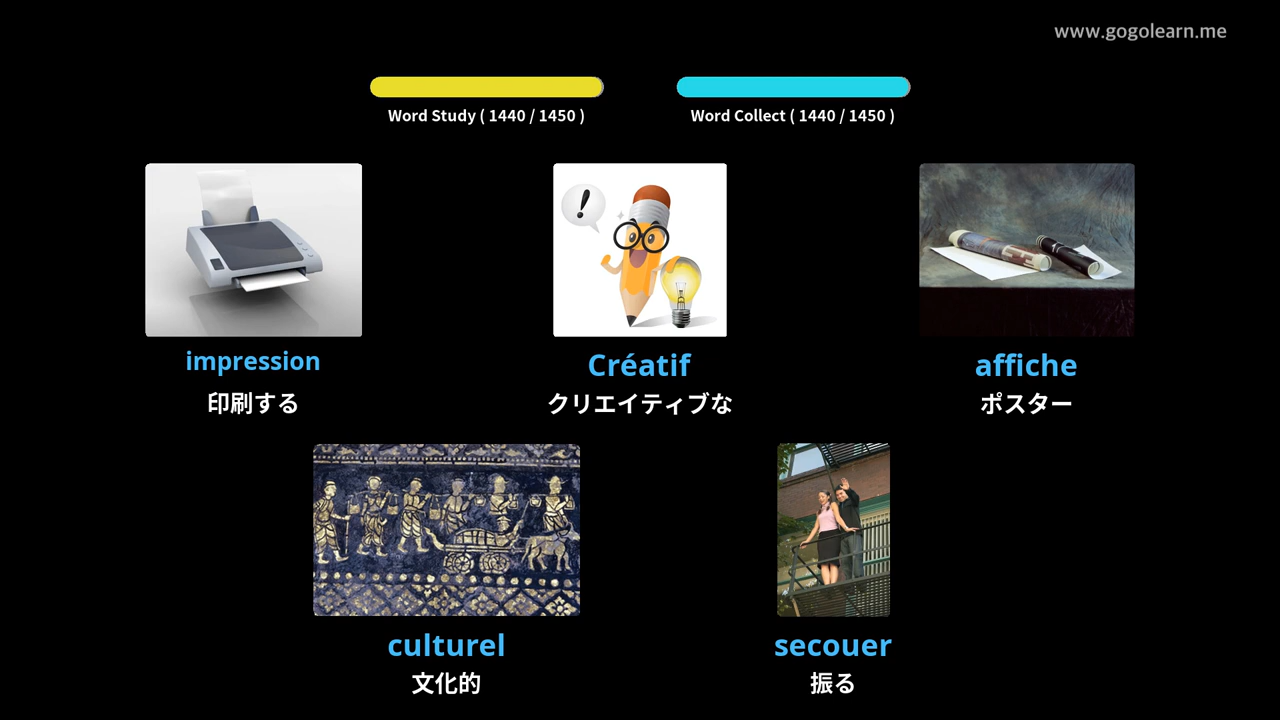 www.gogolearn.me
Word Study ( 1440 / 1450 )
Word Collect ( 1440 / 1450 )
impression
印刷する
Créatif
クリエイティブな
affiche
ポスター
culturel
文化的
secouer
振る